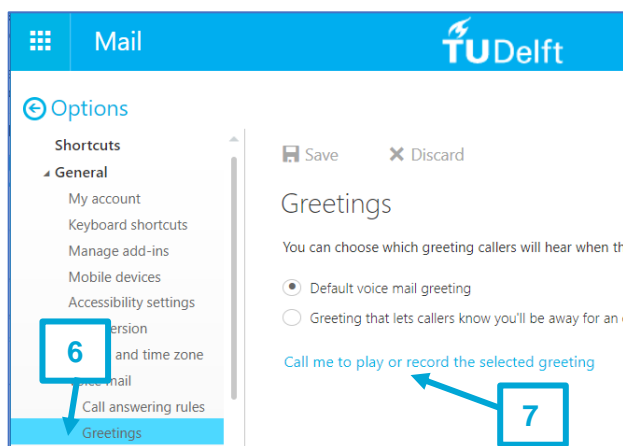 Mail
TUDelft
Options
Shortcuts
General
My account
Keyboard shortcuts
Manage add-ins
Mobile devices
Accessibility settings
and time zone
mail
Call answering rules
Greetings
6
Save
Discard
Greetings
You can choose which greeting callers will hear when
Default voice mail greeting
Greeting that lets callers know you'll be away for an
Call me to play or record the selected greeting
7